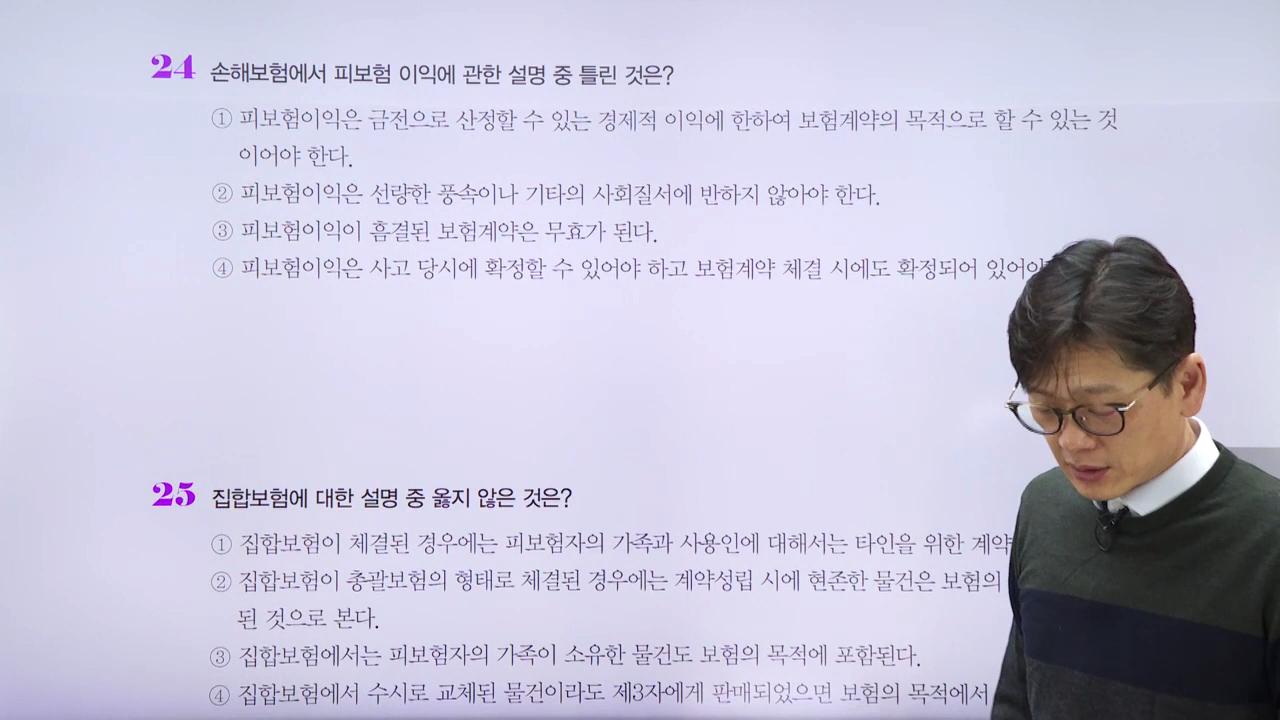 24 손해보험에서 피보험 이익에 관한 설명 중 틀린 것은?
① 피보험이익은 금전으로 산정할 수 있는 경제적 이익에 한하여 보험계약의 목적으로 할 수 있는 것
이어야 한다.
② 피보험이익은 선량한 풍속이나 기타의 사회질서에 반하지 않아야 한다.
③ 피보험이익이 흠결된 보험계약은 무효가 된다.
④ 피보험이익은 사고 당시에 확정할 수 있어야 하고 보험계약 체결 시에도 확정되어
25 집합보험에 대한 설명 중 옳지 않은 것은?
① 집합보험이 체결된 경우에는 피보험자의 가족과 사용인에 대해서는 타인을 위한 계약
② 집합보험이 총괄보험의 형태로 체결된 경우에는 계약성립 시에 현존한 물건은 보험의
된 것으로 본다.
③ 집합보험에서는 피보험자의 가족이 소유한 물건도 보험의 목적에 포함된다.
④ 집합보험에서 수시로 교체된 물건이라도 제3자에게 판매되었으면 보험의 목적에서